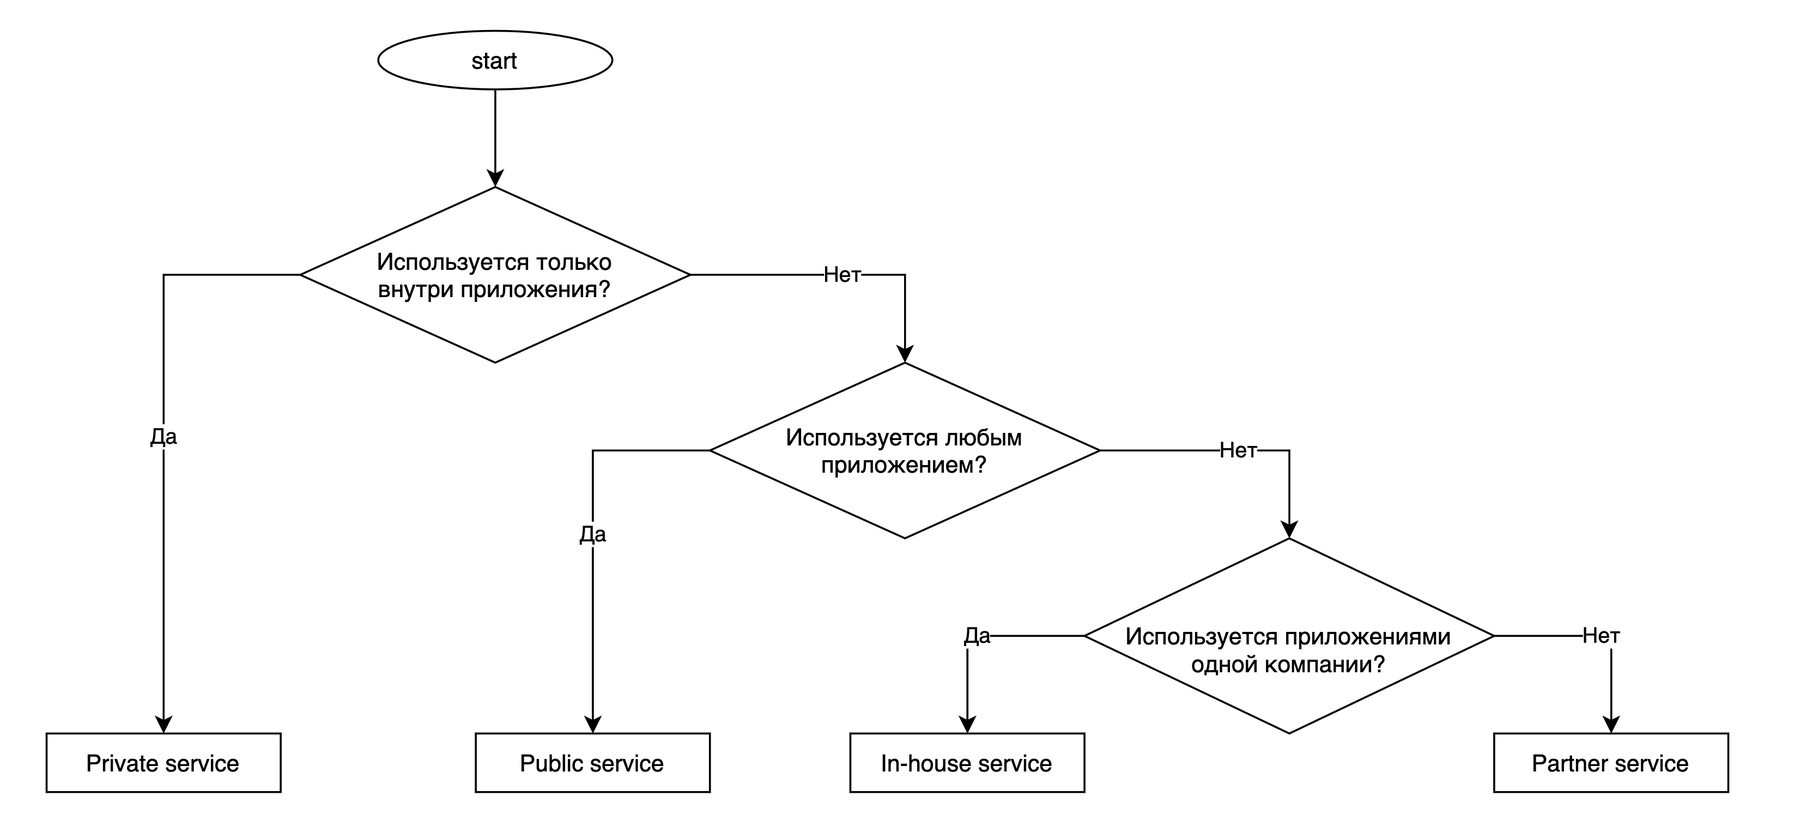 start
Используется только
внутри приложения?
Нет
Да
Используется любым
приложением?
Нет
Да
Используется приложениями
одной компании?
Да
Нет
Private service
Public service
In-house service
Partner service